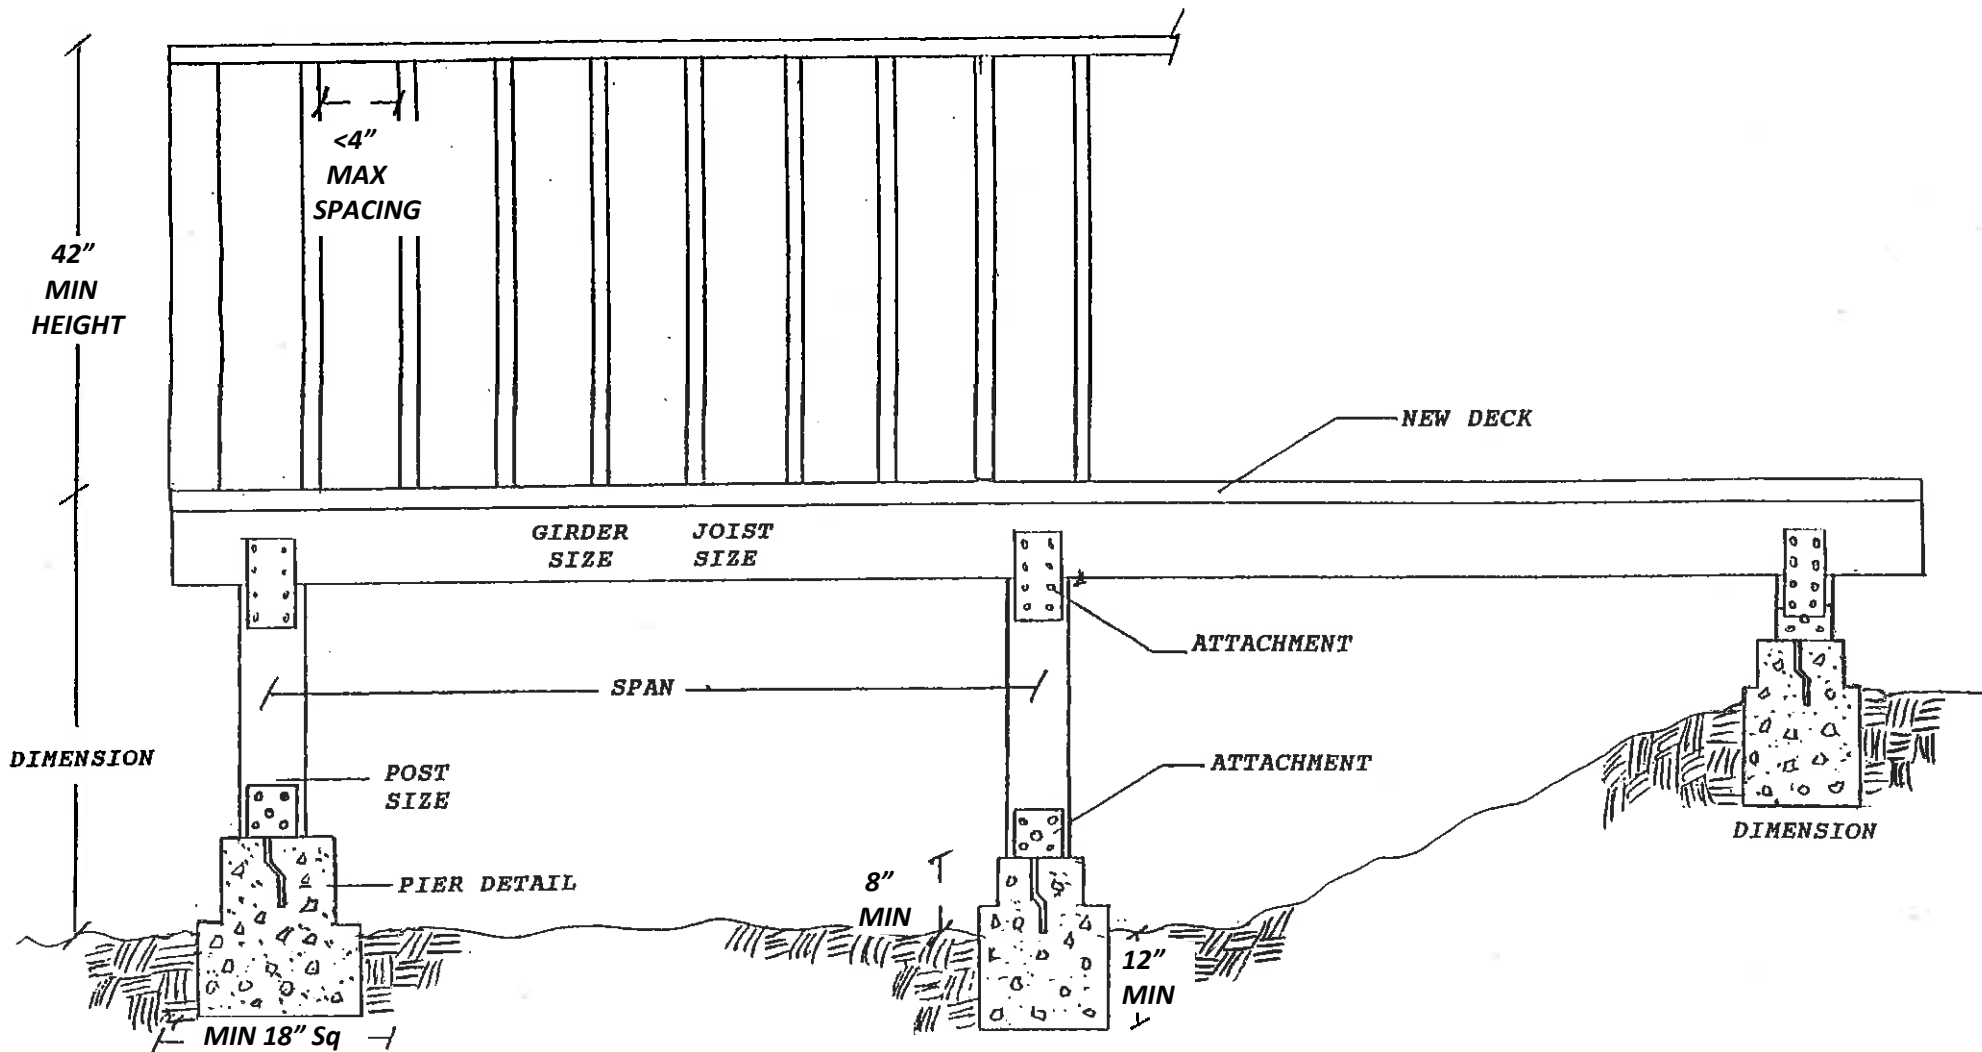 <4”
MAX
SPACING
42”
MIN
HEIGHT
NEW DECK
GIRDER
SIZE
JOIST
SIZE
ATTACHMENT
SPAN
DIMENSION
POST
SIZE
ATTACHMENT
DIMENSION
PIER DETAIL
8”
MIN
12”
MIN
MIN 18” Sq